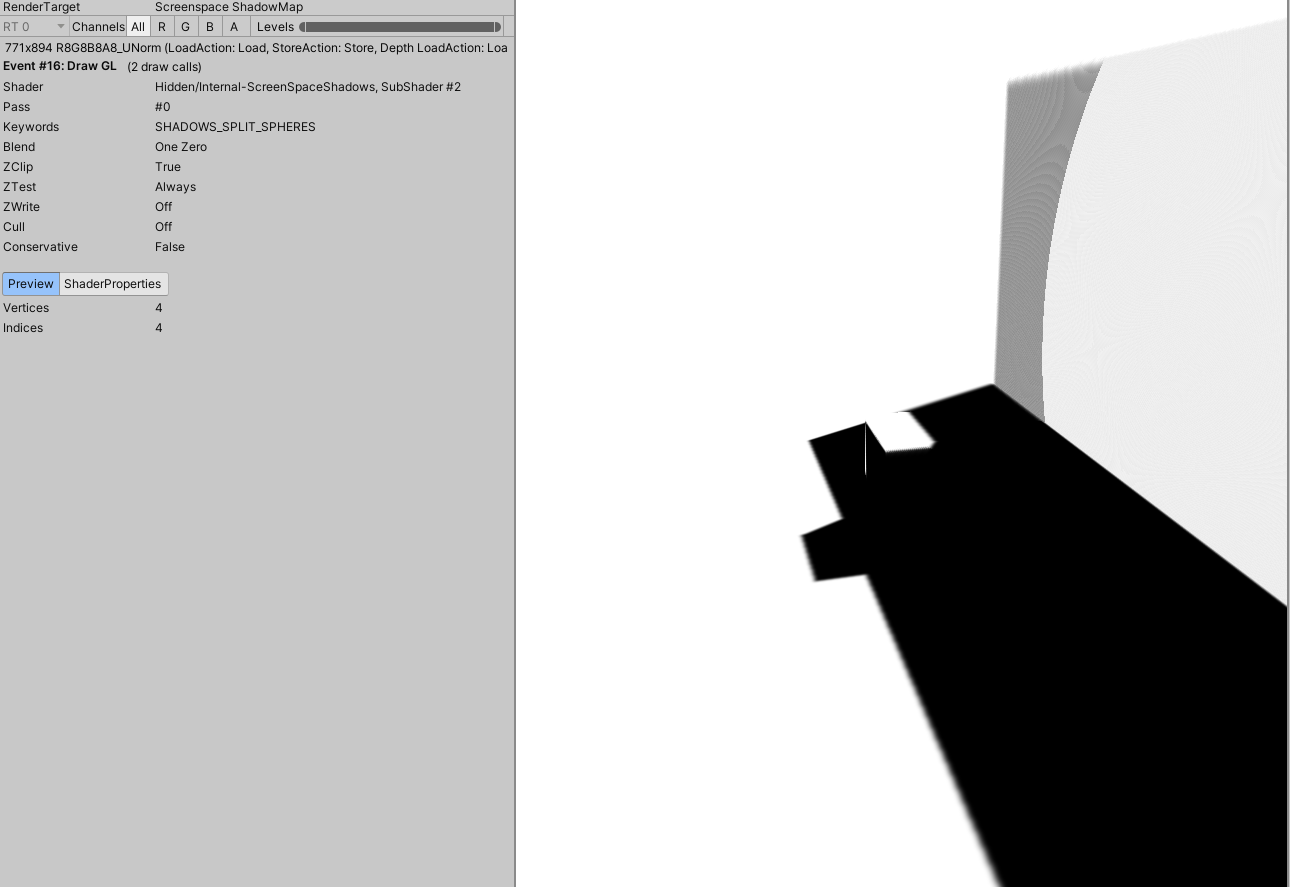 RenderTarget Screenspace ShadowMap
RT 0 Channels All R G B A Levels
771x894 R8G8B8A8_UNorm (LoadAction: Load, StoreAction: Store, Depth LoadAction: Loa
Event #16: Draw GL (2 draw calls)
Shader Hidden/Internal-ScreenSpaceShadows, SubShader #2
Pass #0
Keywords SHADOWS_SPLIT_SPHERES
Blend One Zero
ZClip True
ZTest Always
ZWrite Off
Cull Off
Conservative False
Preview ShaderProperties
Vertices 4
Indices 4